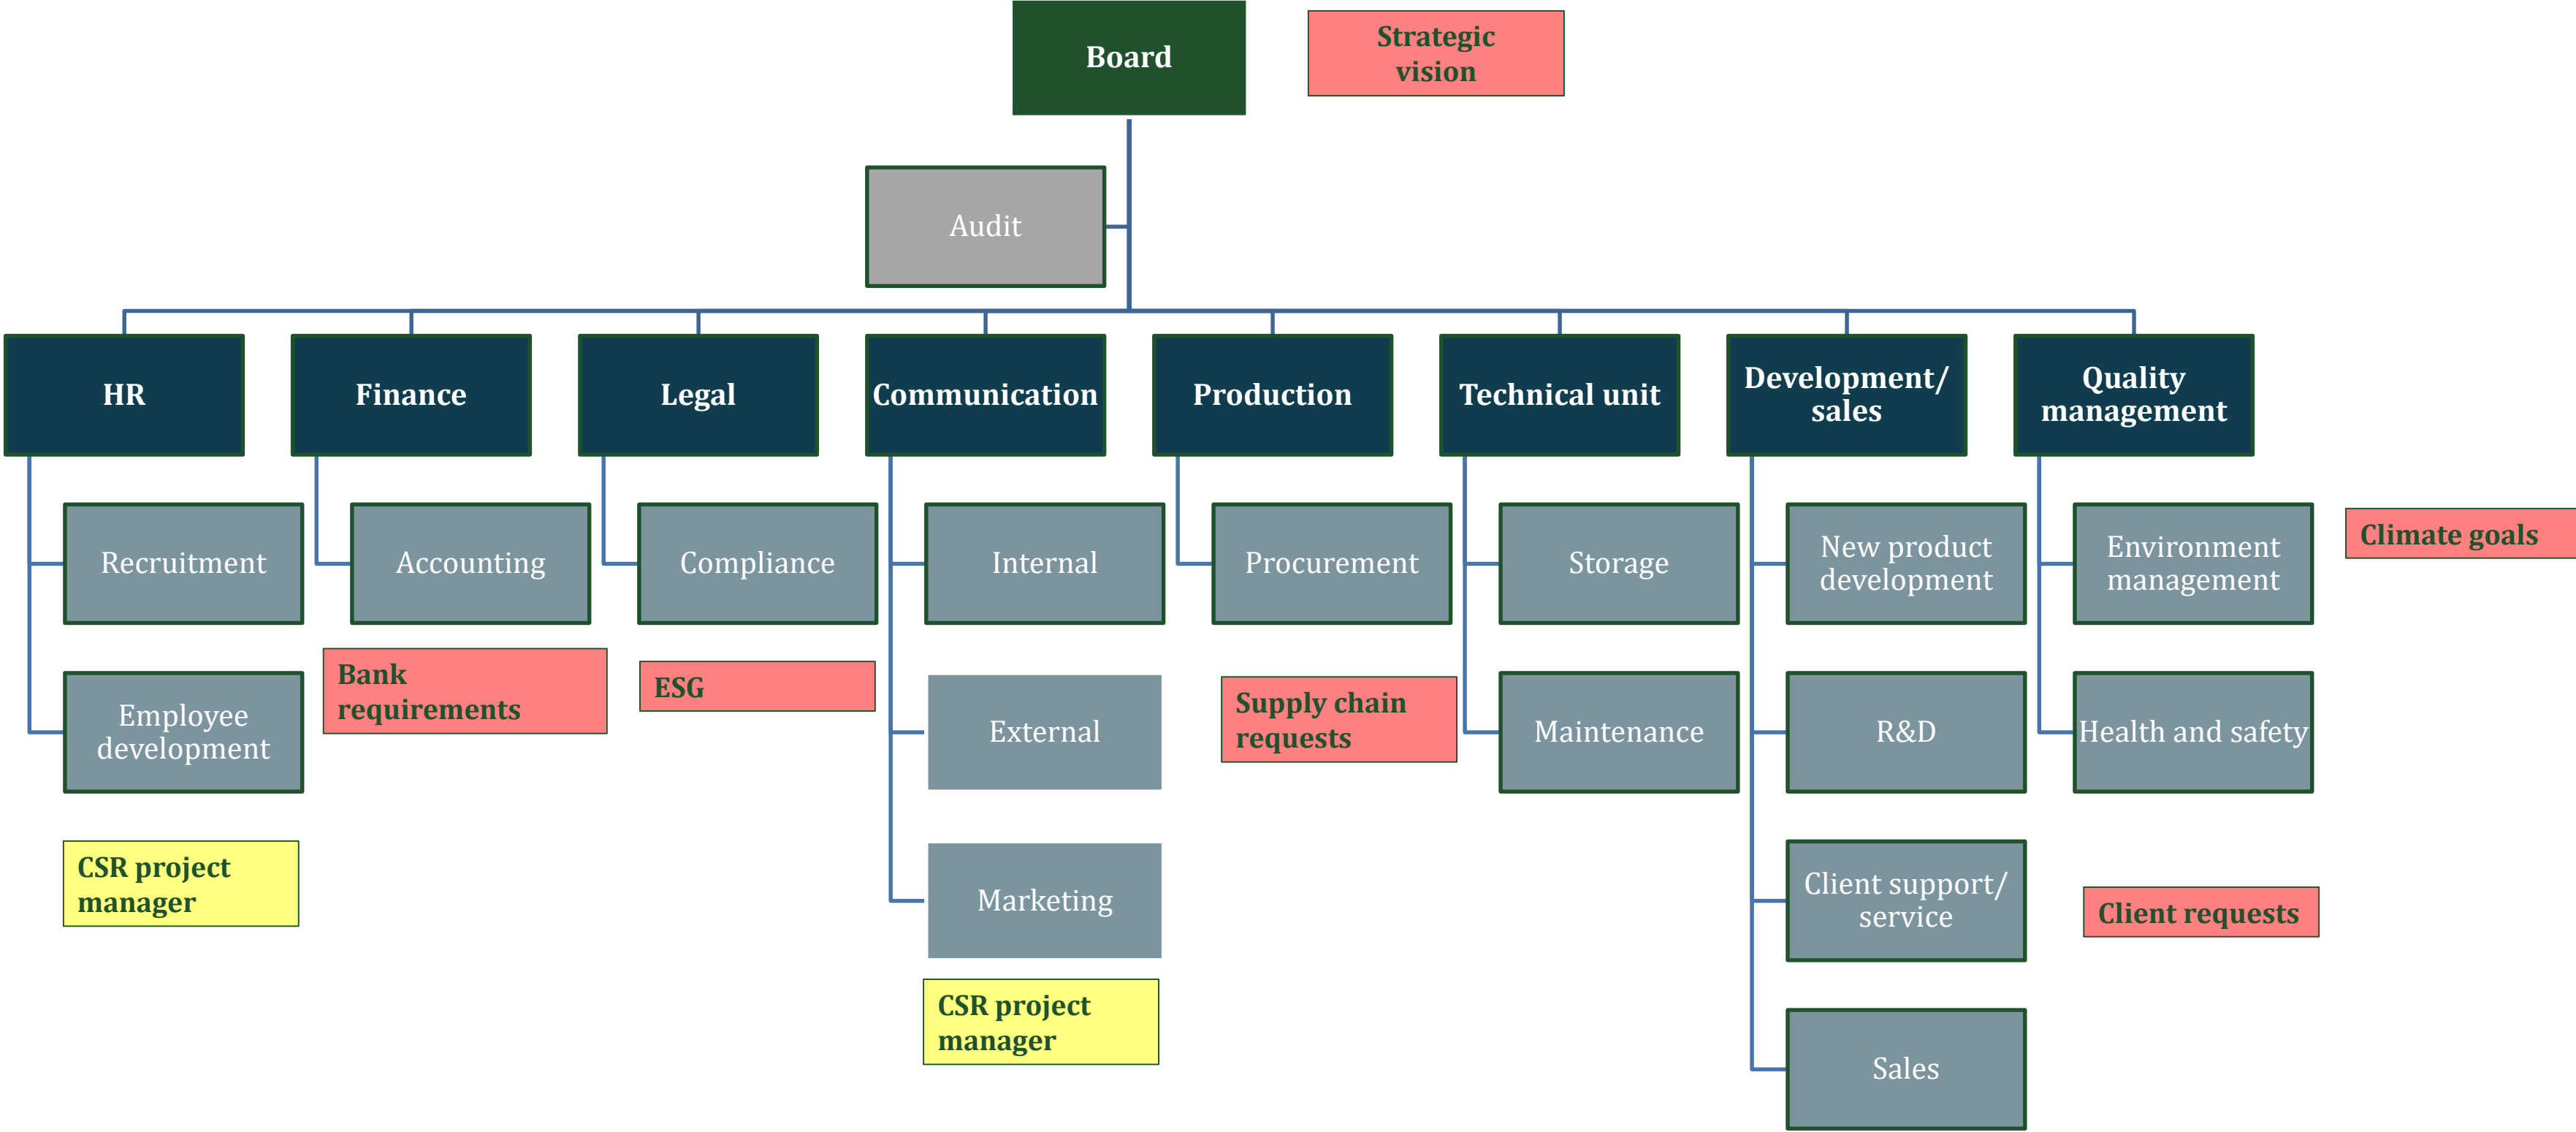 Board
Strategic
vision
Audit
HR
Finance
Legal
Communication
Production
Technical unit
Development/
sales
Quality
management
Recruitment
Accounting
Compliance
Internal
Procurement
Storage
New product
development
Environment
management
Climate goals
Employee
development
Bank
requirements
ESG
External
Supply chain
requests
Maintenance
R&D
Health and safety
CSR project
manager
Marketing
Client support/
service
Client requests
CSR project
manager
Sales